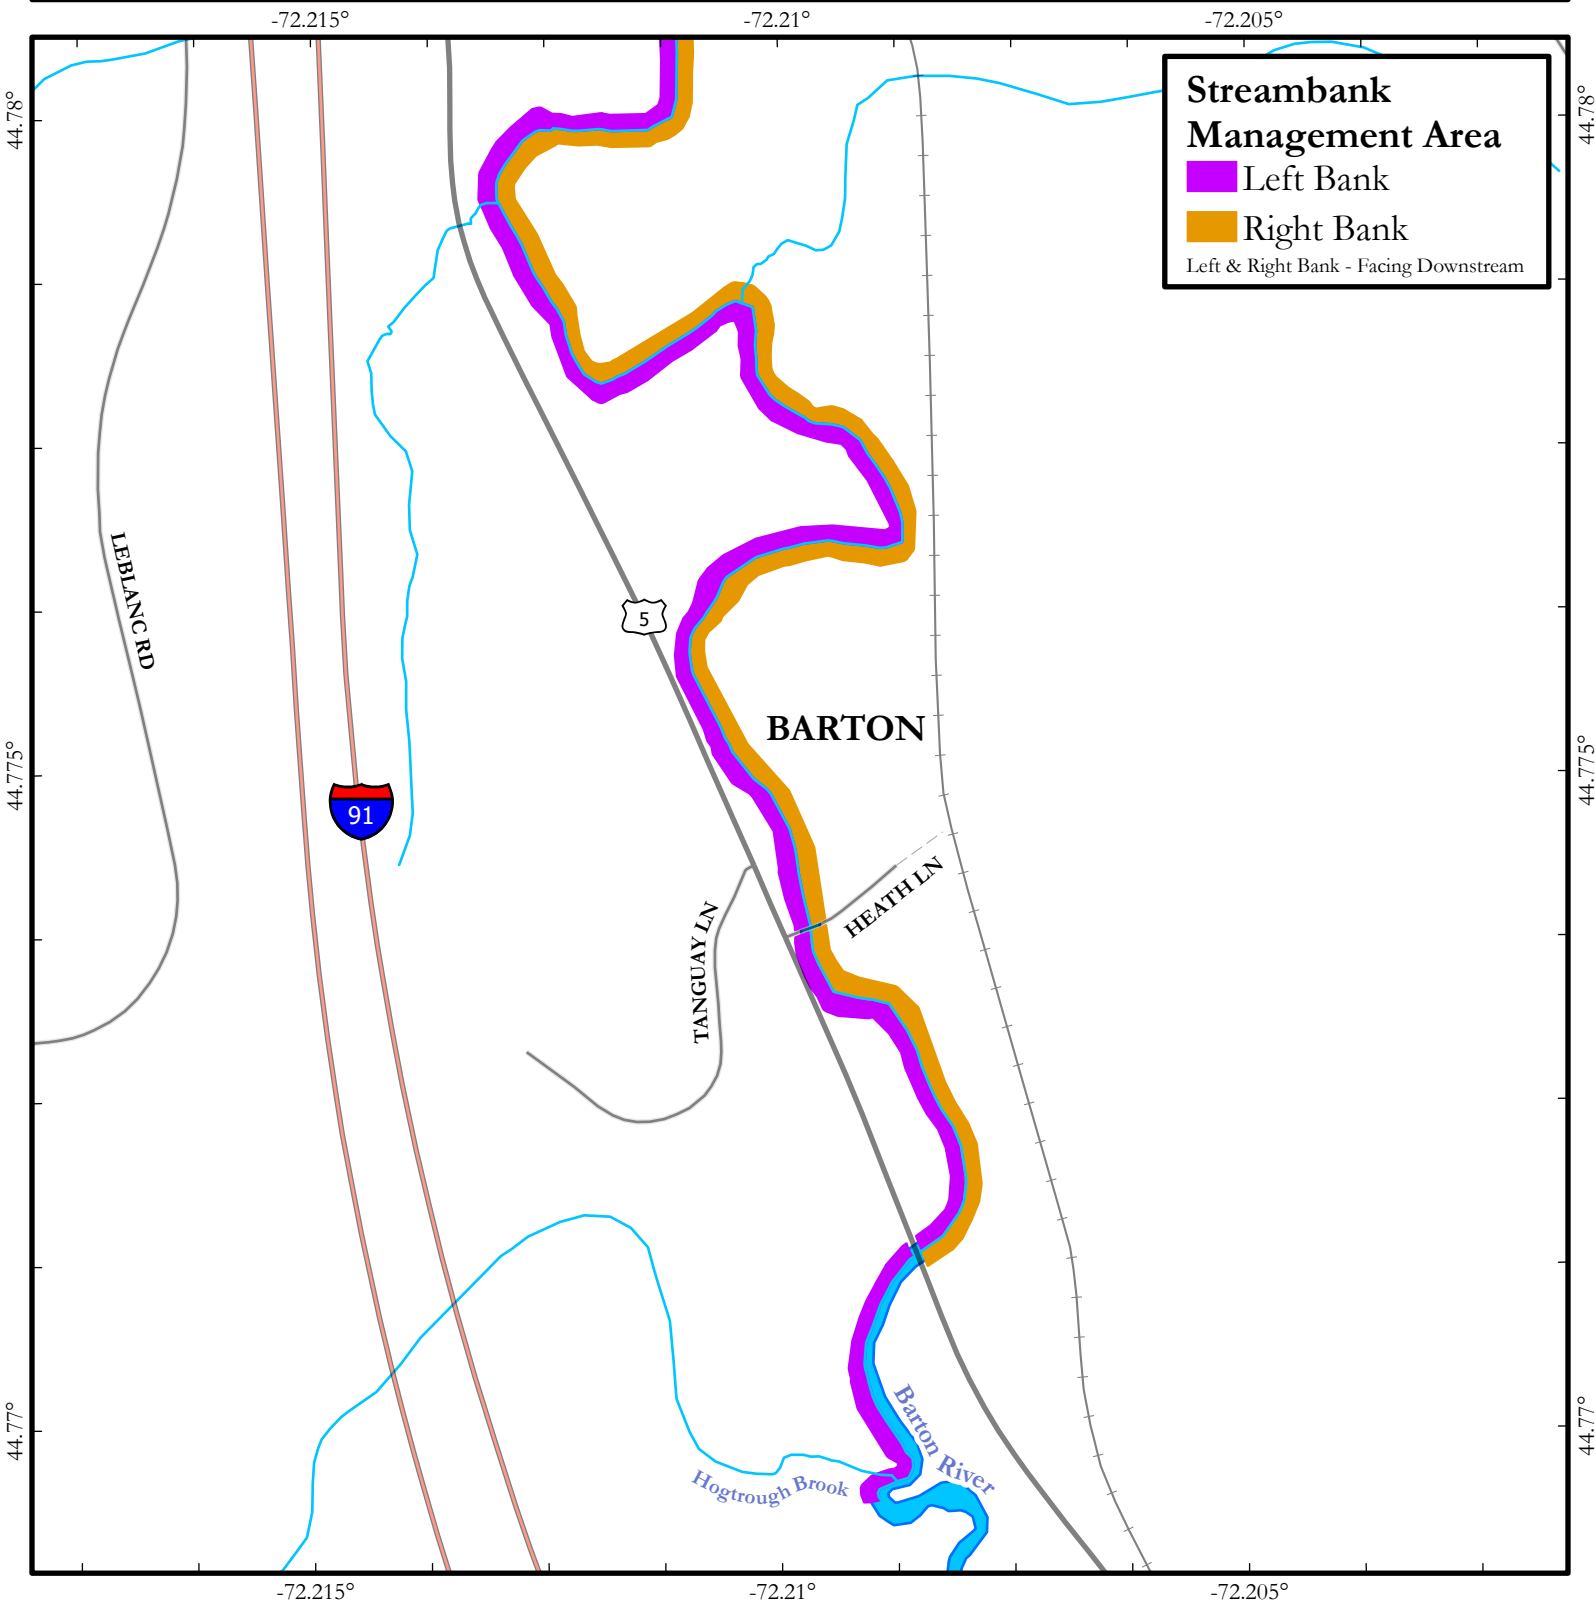 -72.215° -72.21° -72.205°
44.78° 44.78°
Streambank
Management Area
Left Bank
Right Bank
Left & Right Bank - Facing Downstream
LEBLANC RD
5
BARTON
44.775° 44.775°
91
HEATH LN
TANGUAY LN
44.77° 44.77°
Barton River
Hogtrough Brook
-72.215° -72.21° -72.205°